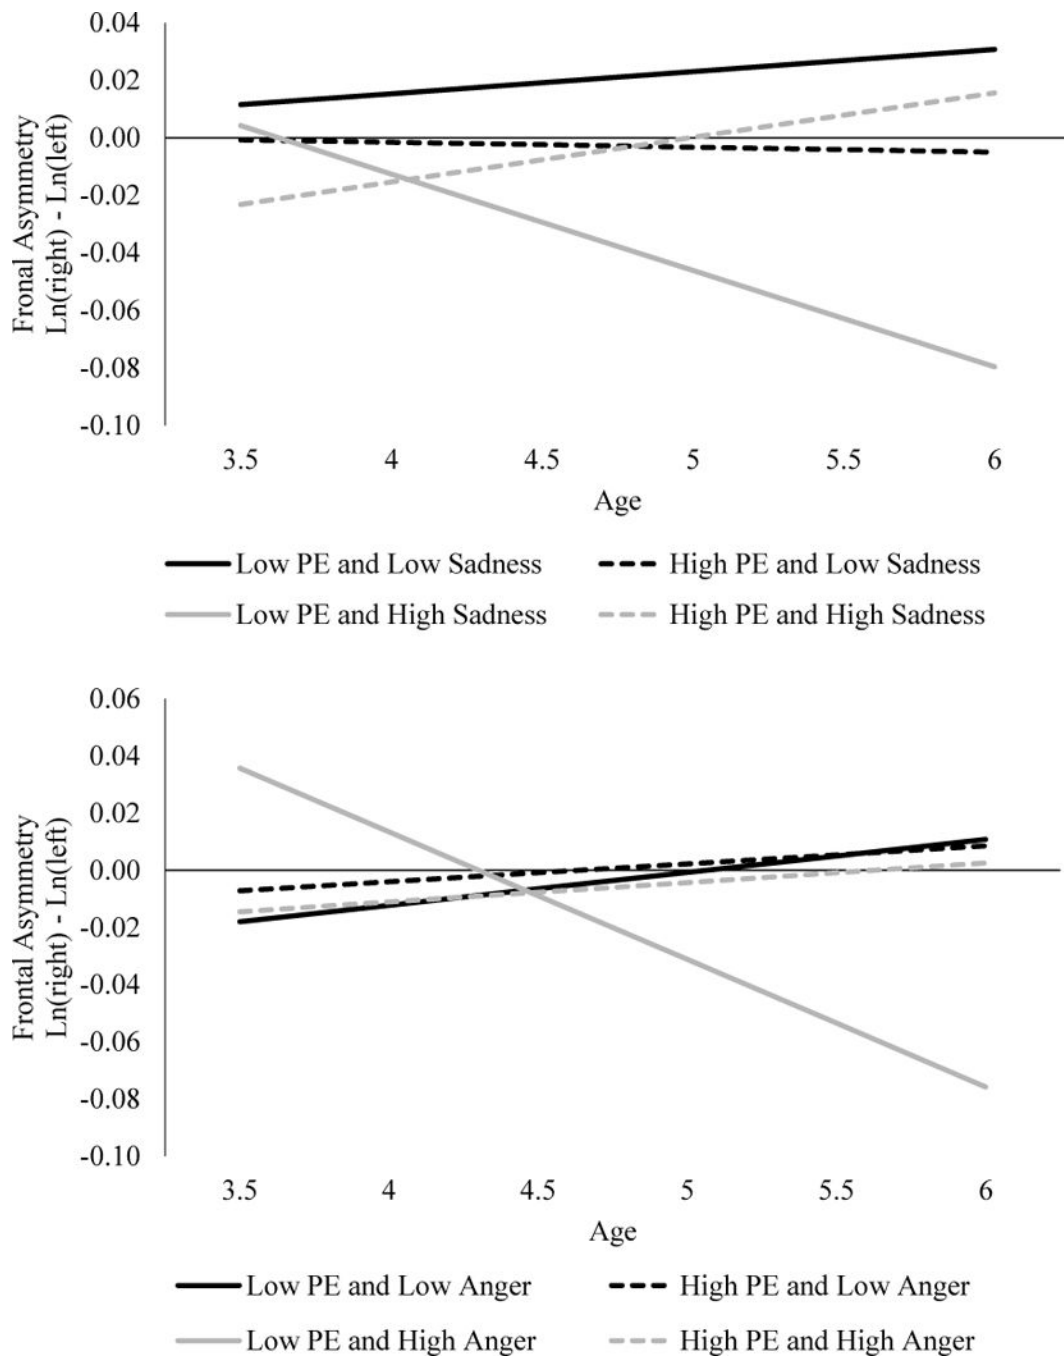 0.04
0.02
0.00
-0.02
-0.04
-0.06
-0.08
-0.10
Fronal Asymmetry
Ln(right) - Ln(left)
3.5 4 4.5 5 5.5 6
Age
Low PE and Low Sadness High PE and Low Sadness
Low PE and High Sadness High PE and High Sadness
0.06
0.04
0.02
0.00
-0.02
-0.04
-0.06
-0.08
-0.10
Frontal Asymmetry
Ln(right) - Ln(left)
3.5 4 4.5 5 5.5 6
Age
Low PE and Low Anger High PE and Low Anger
Low PE and High Anger High PE and High Anger